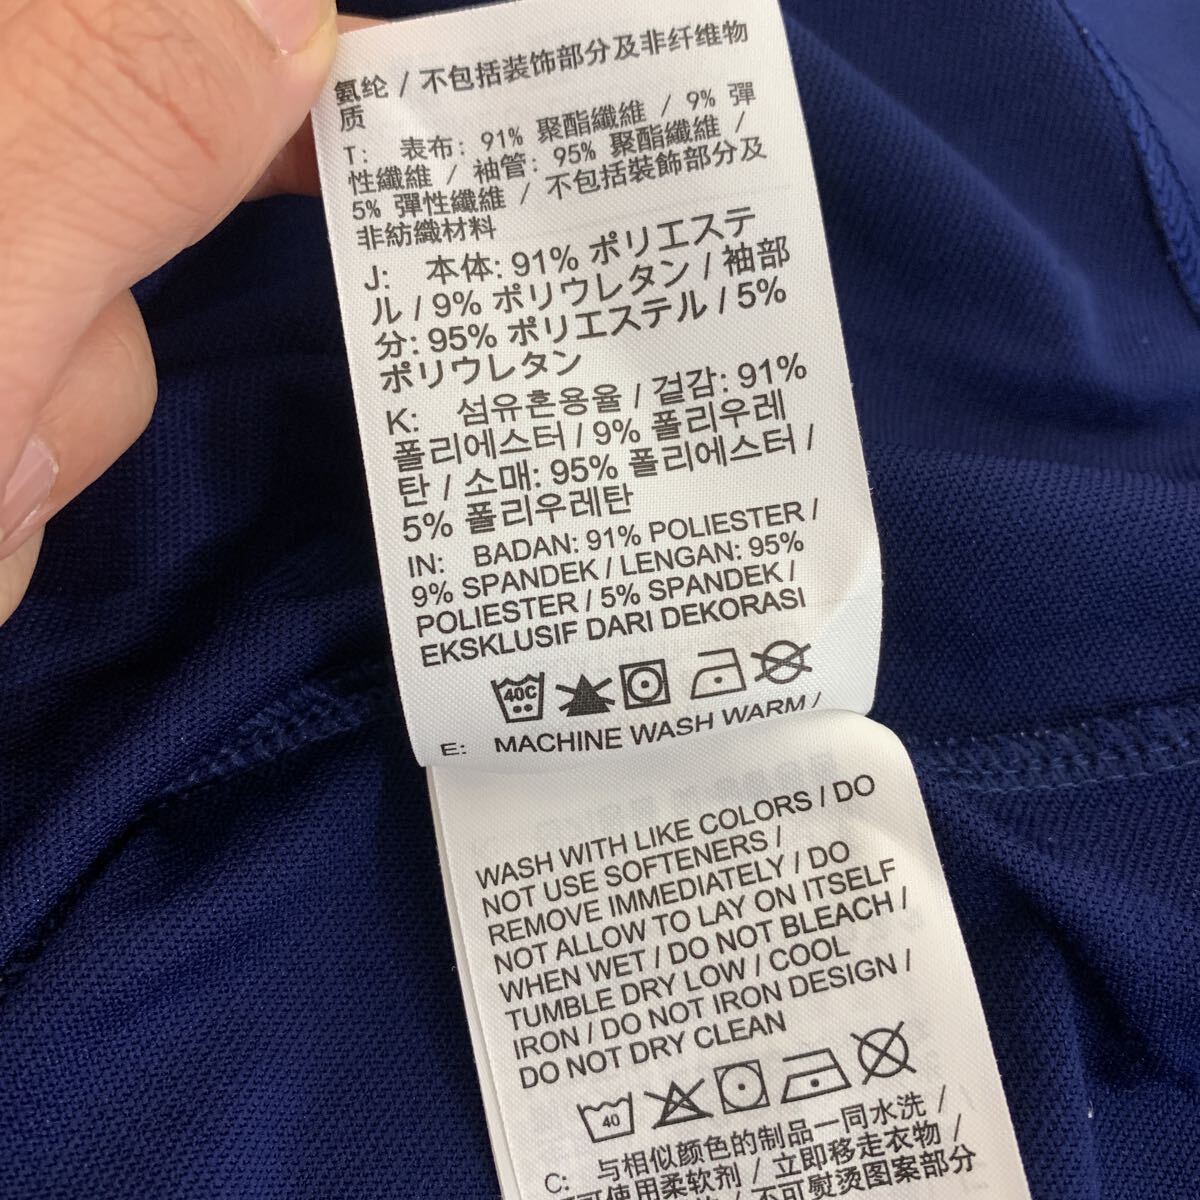 氨纶 / 不包括装饰部分及非纤维物
质
T: 表布: 91% 聚酯纖維 / 9% 彈
性纖維 / 袖管: 95% 聚酯纖維 /
5% 彈性纖維 / 不包括裝飾部分及
非紡織材料
J: 本体: 91% ポリエステ
ル / 9% ポリウレタン / 袖部
分: 95% ポリエステル / 5%
ポリウレタン
K: 섬유혼용율 / 겉감: 91%
폴리에스터 / 9% 폴리우레
탄 / 소매: 95% 폴리에스터 /
5% 폴리우레탄
IN: BADAN: 91% POLIESTER /
9% SPANDEK / LENGAN: 95%
POLIESTER / 5% SPANDEK /
EKSKLUSIF DARI DEKORASI
40C
E: MACHINE WASH WARM /
WASH WITH LIKE COLORS / DO
NOT USE SOFTENERS /
REMOVE IMMEDIATELY / DO
NOT ALLOW TO LAY ON ITSELF
WHEN WET / DO NOT BLEACH /
TUMBLE DRY LOW / COOL
IRON / DO NOT IRON DESIGN /
DO NOT DRY CLEAN
40
C: 与相似颜色的制品一同水洗 /
可使用柔软剂 / 立即移走衣物 /
不可熨烫图案部分